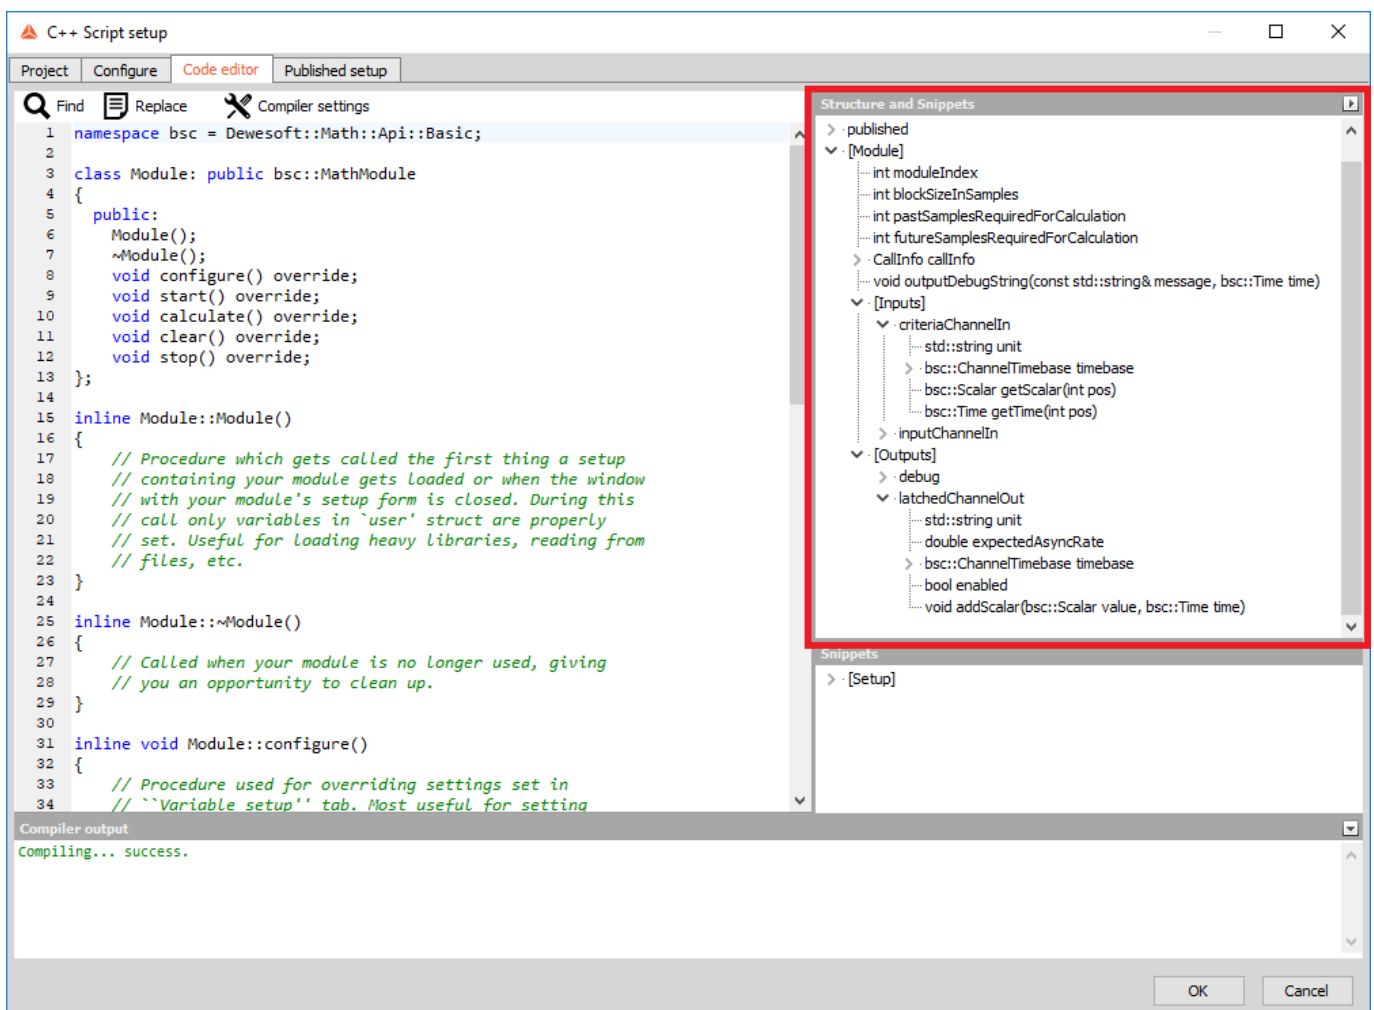 C++ Script setup
Project
Configure
Code editor
Published setup
Find
Replace
Compiler settings
1 namespace bsc = Dewesoft::Math::Api::Basic;
2
3 class Module: public bsc::MathModule
4 {
5 public:
6 Module();
7 ~Module();
8 void configure() override;
9 void start() override;
10 void calculate() override;
11 void clear() override;
12 void stop() override;
13 };
14
15 inline Module::Module()
16 {
17 // Procedure which gets called the first thing a setup
18 // containing your module gets loaded or when the window
19 // with your module's setup form is closed. During this
20 // call only variables in `user' struct are properly
21 // set. Useful for loading heavy libraries, reading from
22 // files, etc.
23 }
24
25 inline Module::~Module()
26 {
27 // Called when your module is no longer used, giving
28 // you an opportunity to clean up.
29 }
30
31 inline void Module::configure()
32 {
33 // Procedure used for overriding settings set in
34 // ``Variable setup'' tab. Most useful for setting
Structure and Snippets
published
[Module]
int moduleIndex
int blockSizeInSamples
int pastSamplesRequiredForCalculation
int futureSamplesRequiredForCalculation
CallInfo callInfo
void outputDebugString(const std::string& message, bsc::Time time)
[Inputs]
criteriaChannelIn
std::string unit
bsc::ChannelTimebase timebase
bsc::Scalar getScalar(int pos)
bsc::Time getTime(int pos)
inputChannelIn
[Outputs]
debug
latchedChannelOut
std::string unit
double expectedAsyncRate
bsc::ChannelTimebase timebase
bool enabled
void addScalar(bsc::Scalar value, bsc::Time time)
Snippets
[Setup]
Compiler output
Compiling... success.
OK
Cancel